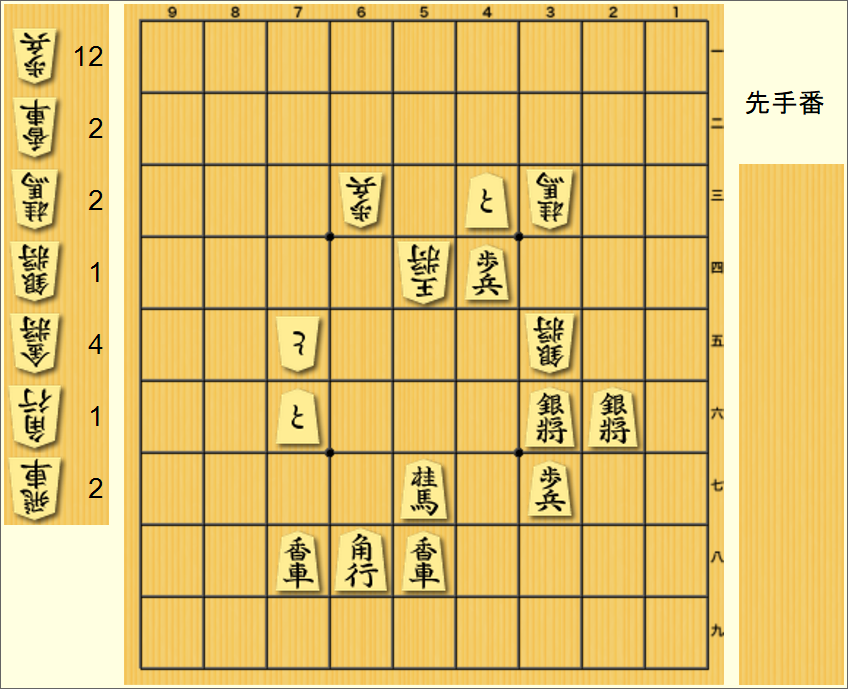 9 8 7 6 5 4 3 2 1
歩兵 12
香車 2
桂馬 2
銀将 1
金将 4
角行 1
飛車 2
一
二
歩兵 と 桂馬 三
王将 歩兵 四
と 銀将 五
と 銀将 銀将 六
桂馬 歩兵 七
香車 角行 香車 八
九
先手番